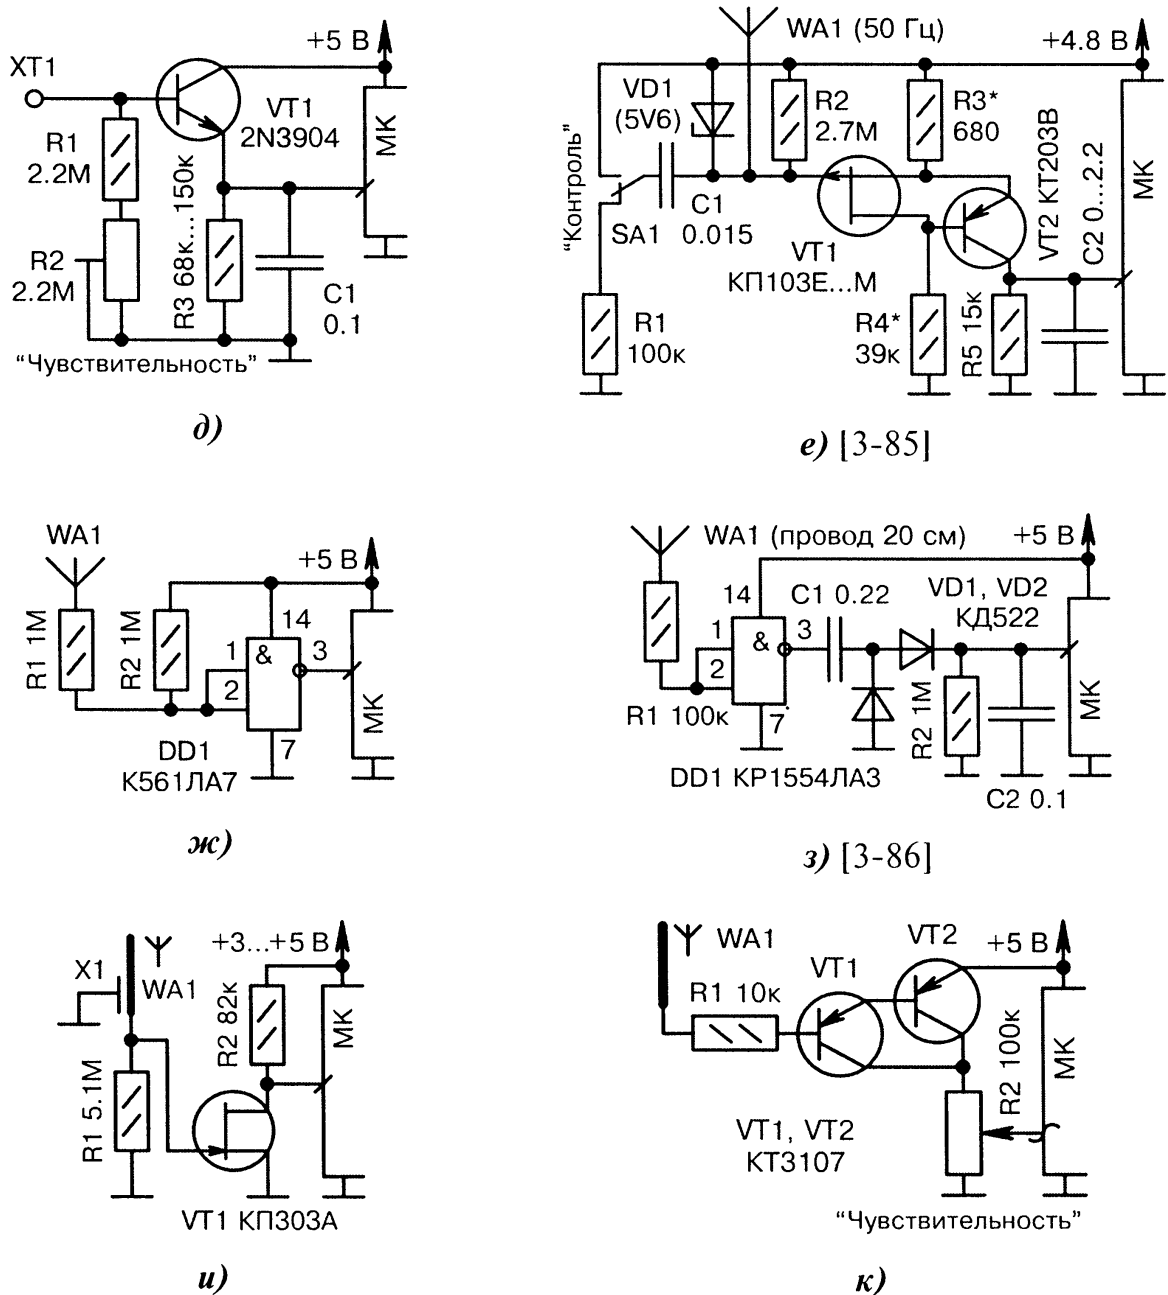 +5 В
XT1
VT1
2N3904
R1
2.2M
R2
2.2M
R3 68к...150к
C1
0.1
МК
“Чувствительность”
д)
WA1 (50 Гц)
+4.8 В
VD1
(5V6)
R2
2.7M
R3*
680
“Контроль”
SA1
C1
0.015
VT1
КП103Е...М
VT2 КТ203В
C2 0...2.2
МК
R1
100к
R4*
39к
R5 15к
е) [3-85]
WA1
+5 В
R1 1M
R2 1M
14
1
&
3
2
7
МК
DD1
К561ЛА7
ж)
WA1 (провод 20 см)
+5 В
14
C1 0.22
VD1, VD2
КД522
1
&
3
2
R1 100к
7
R2 1M
МК
DD1 КР1554ЛА3
C2 0.1
з) [3-86]
+3...+5 В
X1
WA1
R2 82к
МК
R1 5.1M
VT1 КП303А
и)
WA1
VT2
+5 В
VT1
R1 10к
R2 100к
МК
VT1, VT2
КТ3107
“Чувствительность”
к)